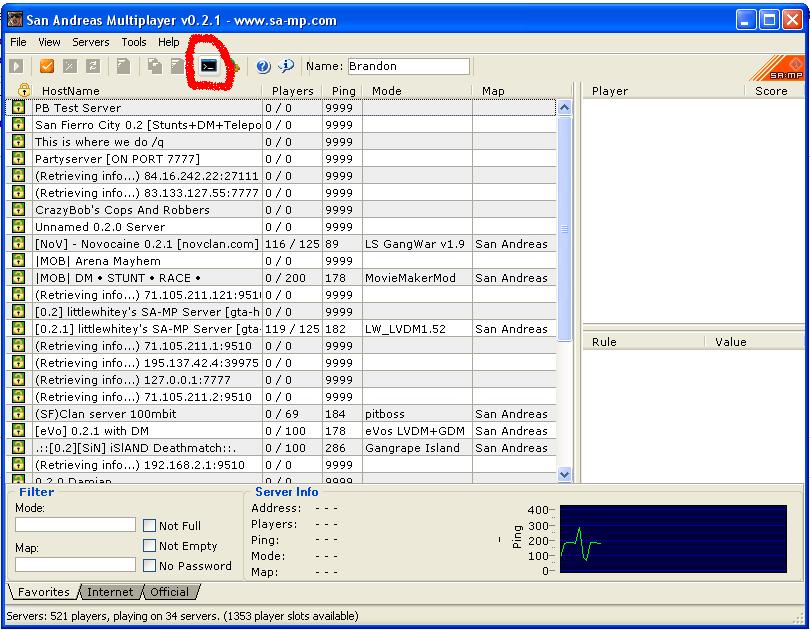 San Andreas Multiplayer v0.2.1 - www.sa-mp.com
File View Servers Tools Help
Name: Brandon
SA:MP
HostName Players Ping Mode Map Player Score
PB Test Server 0 / 0 9999
San Fierro City 0.2 [Stunts+DM+Telepo 0 / 0 9999
This is where we do /q 0 / 0 9999
Partyserver [ON PORT 7777] 0 / 0 9999
(Retrieving info...) 84.16.242.22:27111 0 / 0 9999
(Retrieving info...) 83.133.127.55:7777 0 / 0 9999
CrazyBob's Cops And Robbers 0 / 0 9999
Unnamed 0.2.0 Server 0 / 0 9999
[NoV] - Novocaine 0.2.1 [novclan.com] 116 / 125 89 LS GangWar v1.9 San Andreas
|MOB| Arena Mayhem 0 / 0 9999
|MOB| DM • STUNT • RACE • 0 / 200 178 MovieMakerMod San Andreas
(Retrieving info...) 71.105.211.121:951 0 / 0 9999
[0.2] littlewhitey's SA-MP Server [gta-h 0 / 0 9999
[0.2.1] littlewhitey's SA-MP Server [gta- 119 / 125 182 LW_LVDM1.52 San Andreas
(Retrieving info...) 71.105.211.1:9510 0 / 0 9999
(Retrieving info...) 195.137.42.4:39975 0 / 0 9999
(Retrieving info...) 127.0.0.1:7777 0 / 0 9999
(Retrieving info...) 71.105.211.2:9510 0 / 0 9999
(SF)Clan server 100mbit 0 / 69 184 pitboss San Andreas
[eVo] 0.2.1 with DM 0 / 100 178 eVos LVDM+GDM San Andreas
.::[0.2][SiN] iSlAND Deathmatch::. 0 / 100 286 Gangrape Island San Andreas
(Retrieving info...) 192.168.2.1:9510 0 / 0 9999
0.2.0 Damian 0 / 0 9999
Rule Value
Filter
Mode:
Not Full
Not Empty
Map:
No Password
Server Info
Address: - - -
Players: - - -
Ping: - - -
Mode: - - -
Map: - - -
-
Ping
400
300
200
100
0
Favorites Internet Official
Servers: 521 players, playing on 34 servers. (1353 player slots available)